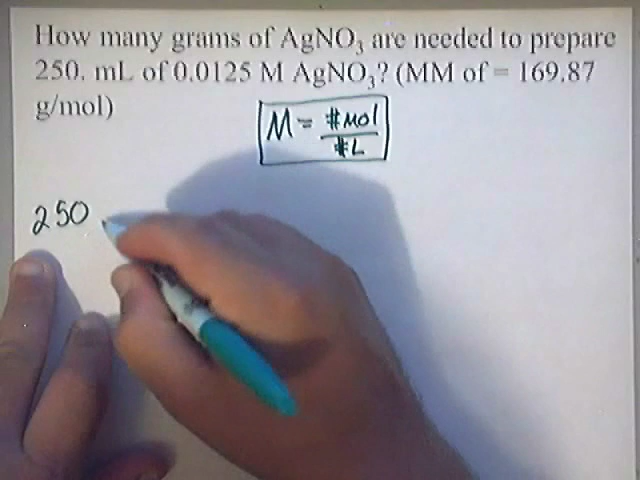 How many grams of AgNO₃ are needed to prepare
250. mL of 0.0125 M AgNO₃? (MM of = 169.87
g/mol)
M = #mol
#L
250